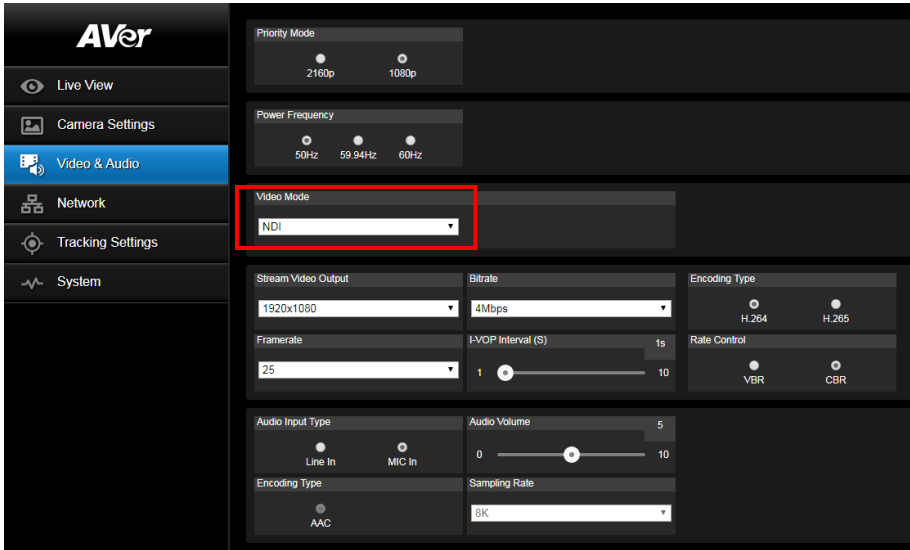 AVer
Live View
Camera Settings
Video & Audio
Network
Tracking Settings
System
Priority Mode
2160p 1080p
Power Frequency
50Hz 59.94Hz 60Hz
Video Mode
NDI
Stream Video Output Bitrate Encoding Type
1920x1080 4Mbps H.264 H.265
Framerate I-VOP Interval (S) 1s Rate Control
25 1 10 VBR CBR
Audio Input Type Audio Volume 5
Line In MIC In 0 10
Encoding Type Sampling Rate
AAC 8K